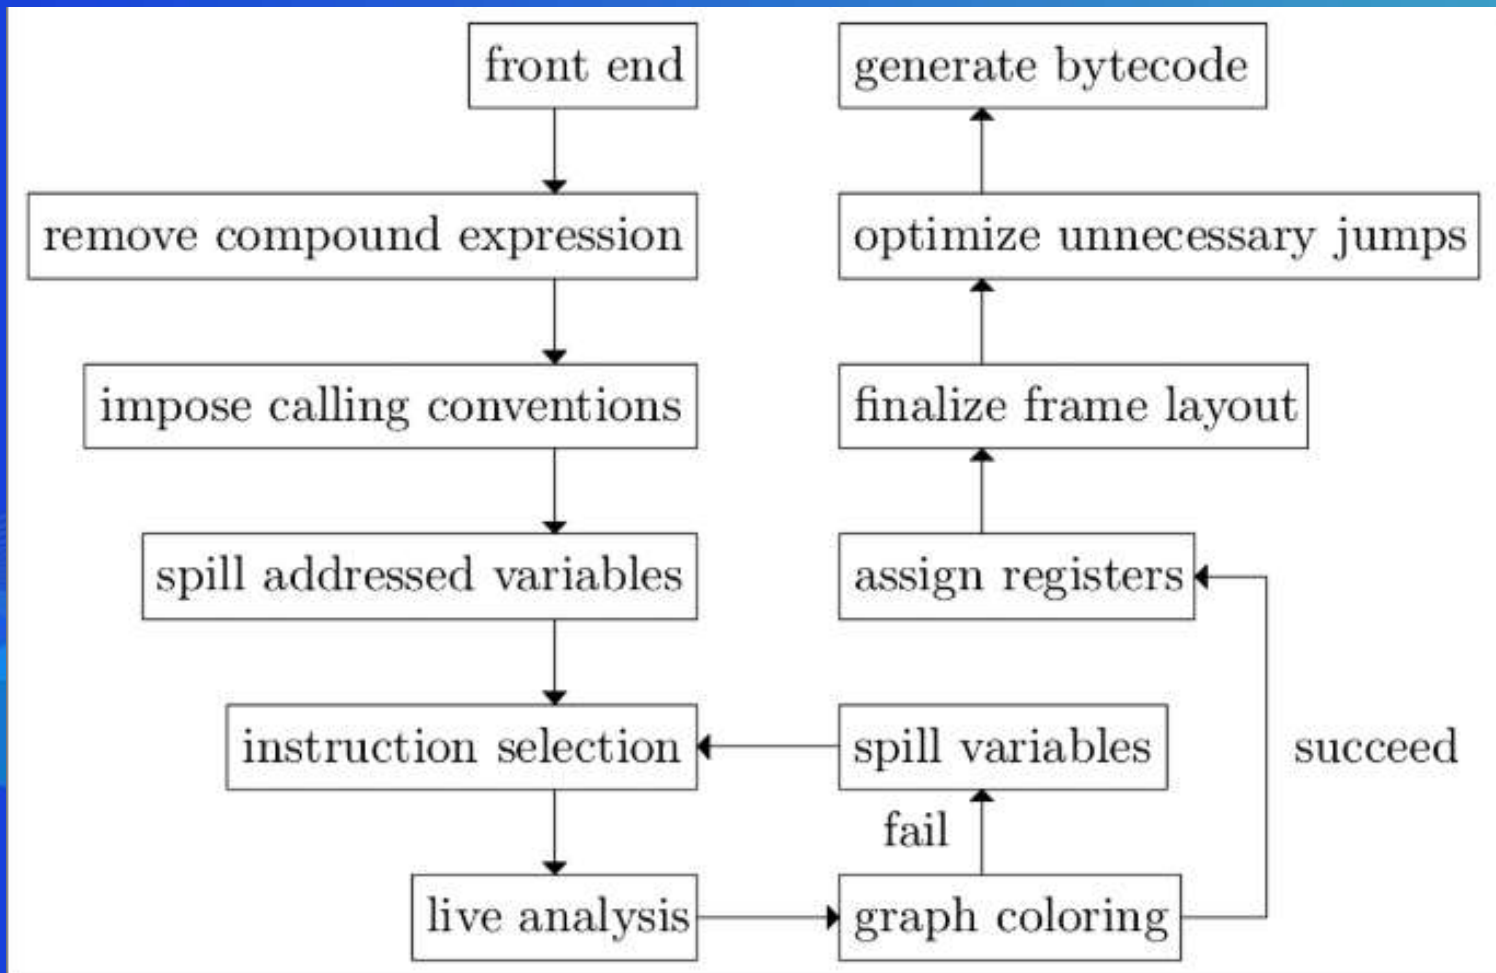 front end
generate bytecode
remove compound expression
optimize unnecessary jumps
impose calling conventions
finalize frame layout
spill addressed variables
assign registers
instruction selection
spill variables
succeed
fail
live analysis
graph coloring